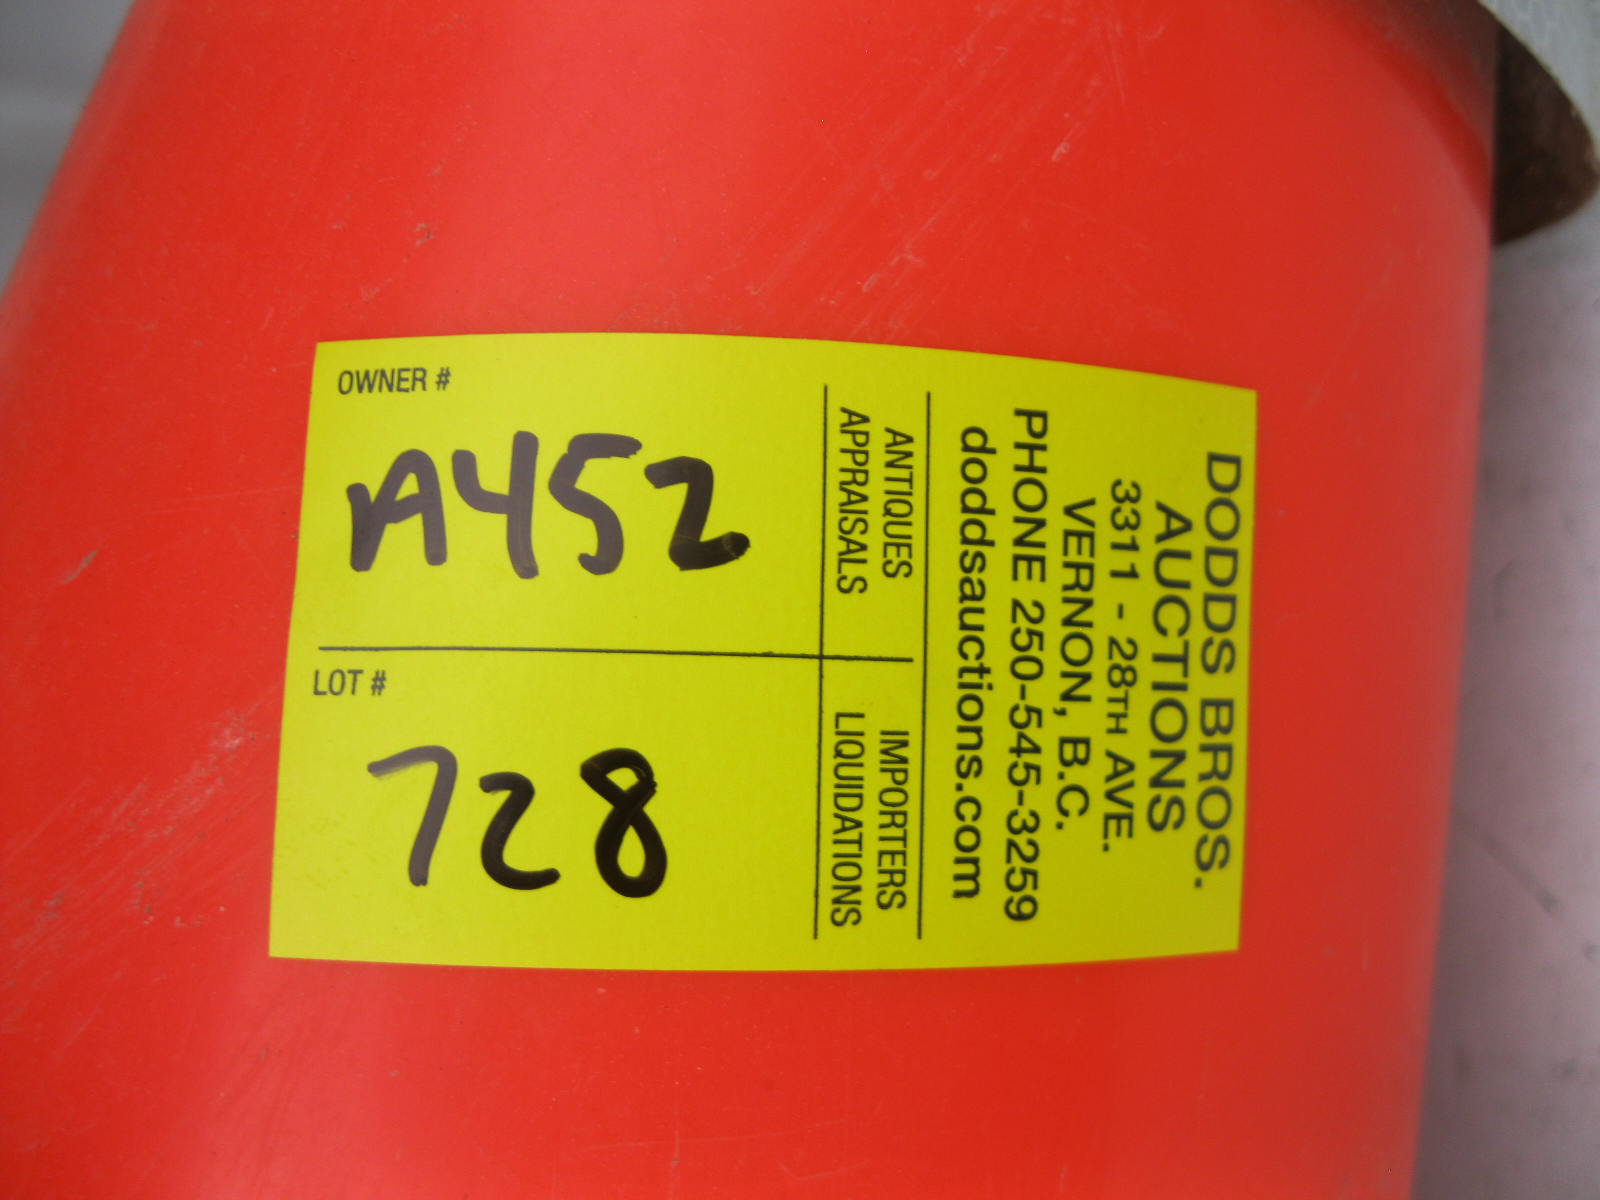 DODDS BROS.
AUCTIONS
3311 - 28TH AVE.
VERNON, B.C.
PHONE 250-545-3259
doddsauctions.com
ANTIQUES
APPRAISALS
IMPORTERS
LIQUIDATIONS
OWNER #
A452
LOT #
728